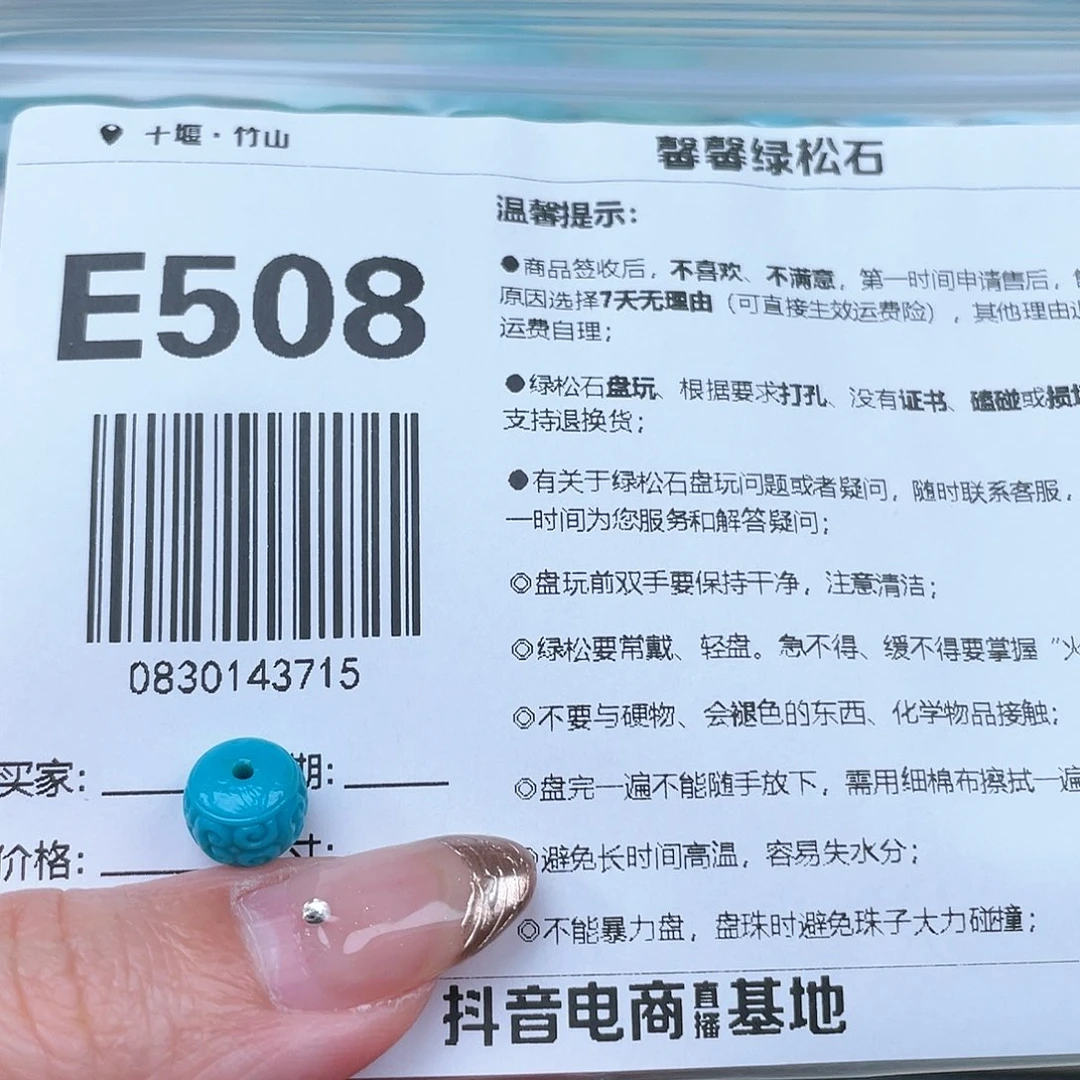 十堰·竹山
馨馨绿松石
E508
0830143715
买家:
期:
价格:
寸:
温馨提示:
●商品签收后，不喜欢、不满意，第一时间申请售后，
原因选择7天无理由（可直接生效运费险），其他理由
运费自理；
●绿松石盘玩、根据要求打孔、没有证书、磕碰或损
支持退换货；
●有关于绿松石盘玩问题或者疑问，随时联系客服，
一时间为您服务和解答疑问；
◎盘玩前双手要保持干净，注意清洁；
◎绿松要常戴、轻盘。急不得、缓不得要掌握“火
◎不要与硬物、会褪色的东西、化学物品接触；
◎盘完一遍不能随手放下，需用细棉布擦拭一遍
◎避免长时间高温，容易失水分；
◎不能暴力盘，盘珠时避免珠子大力碰撞；
抖音电商直播基地